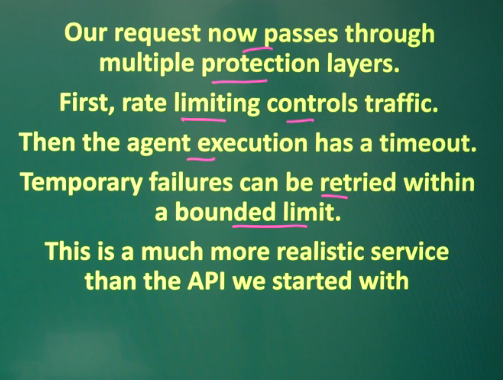 Our request now passes through
multiple protection layers.
First, rate limiting controls traffic.
Then the agent execution has a timeout.
Temporary failures can be retried within
a bounded limit.
This is a much more realistic service
than the API we started with